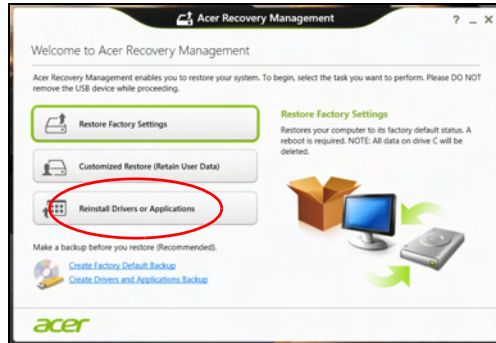 Acer Recovery Management
? _ X
Welcome to Acer Recovery Management
Acer Recovery Management enables you to restore your system. To begin, select the task you want to perform. Please DO NOT
remove the USB device while proceeding.
Restore Factory Settings
Customized Restore (Retain User Data)
Reinstall Drivers or Applications
Restore Factory Settings
Restores your computer to its factory default status. A
reboot is required. NOTE: All data on drive C will be
deleted.
Make a backup before you restore (Recommended).
Create Factory Default Backup
Create Drivers and Applications Backup
acer